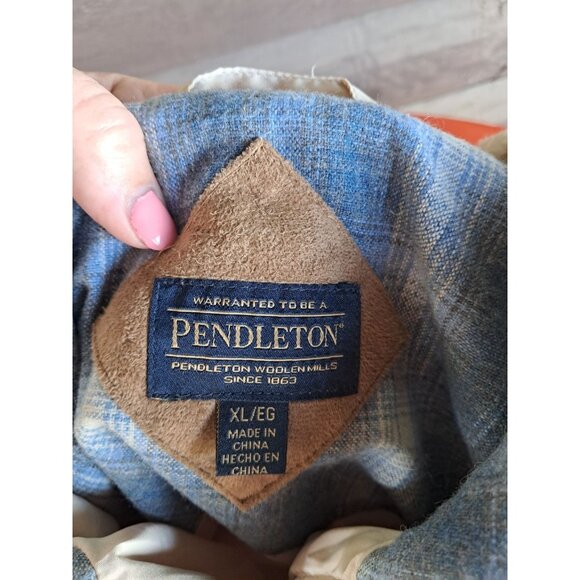 WARRANTED TO BE A
PENDLETON®
PENDLETON WOOLEN MILLS
SINCE 1863
XL/EG
MADE IN
CHINA
HECHO EN
CHINA